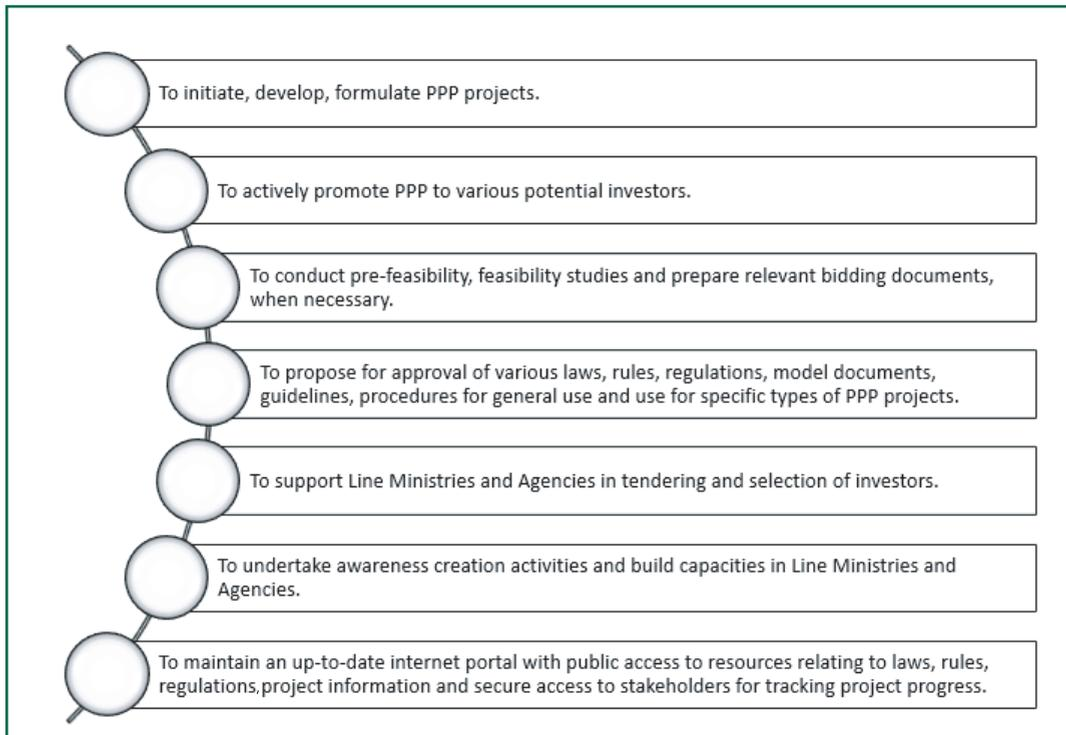 To initiate, develop, formulate PPP projects.
To actively promote PPP to various potential investors.
To conduct pre-feasibility, feasibility studies and prepare relevant bidding documents,
when necessary.
To propose for approval of various laws, rules, regulations, model documents,
guidelines, procedures for general use and use for specific types of PPP projects.
To support Line Ministries and Agencies in tendering and selection of investors.
To undertake awareness creation activities and build capacities in Line Ministries and
Agencies.
To maintain an up-to-date internet portal with public access to resources relating to laws, rules,
regulations,project information and secure access to stakeholders for tracking project progress.